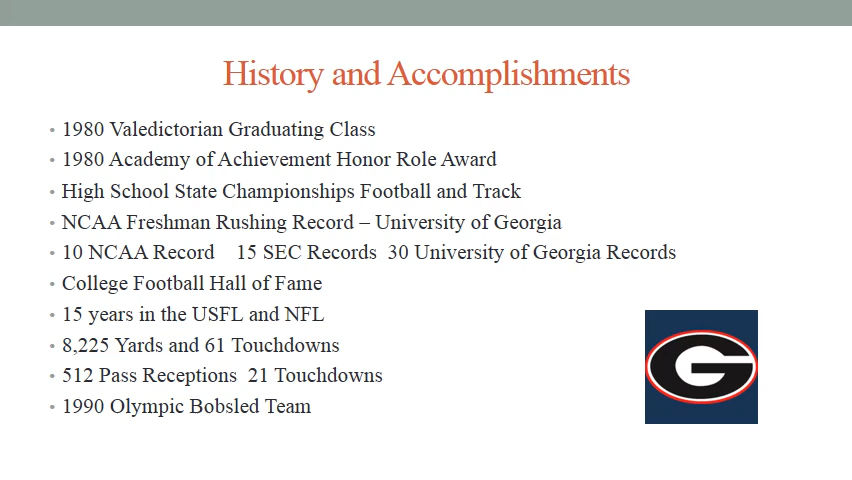 History and Accomplishments
• 1980 Valedictorian Graduating Class
• 1980 Academy of Achievement Honor Role Award
• High School State Championships Football and Track
• NCAA Freshman Rushing Record – University of Georgia
• 10 NCAA Record    15 SEC Records  30 University of Georgia Records
• College Football Hall of Fame
• 15 years in the USFL and NFL
• 8,225 Yards and 61 Touchdowns
• 512 Pass Receptions  21 Touchdowns
• 1990 Olympic Bobsled Team
G